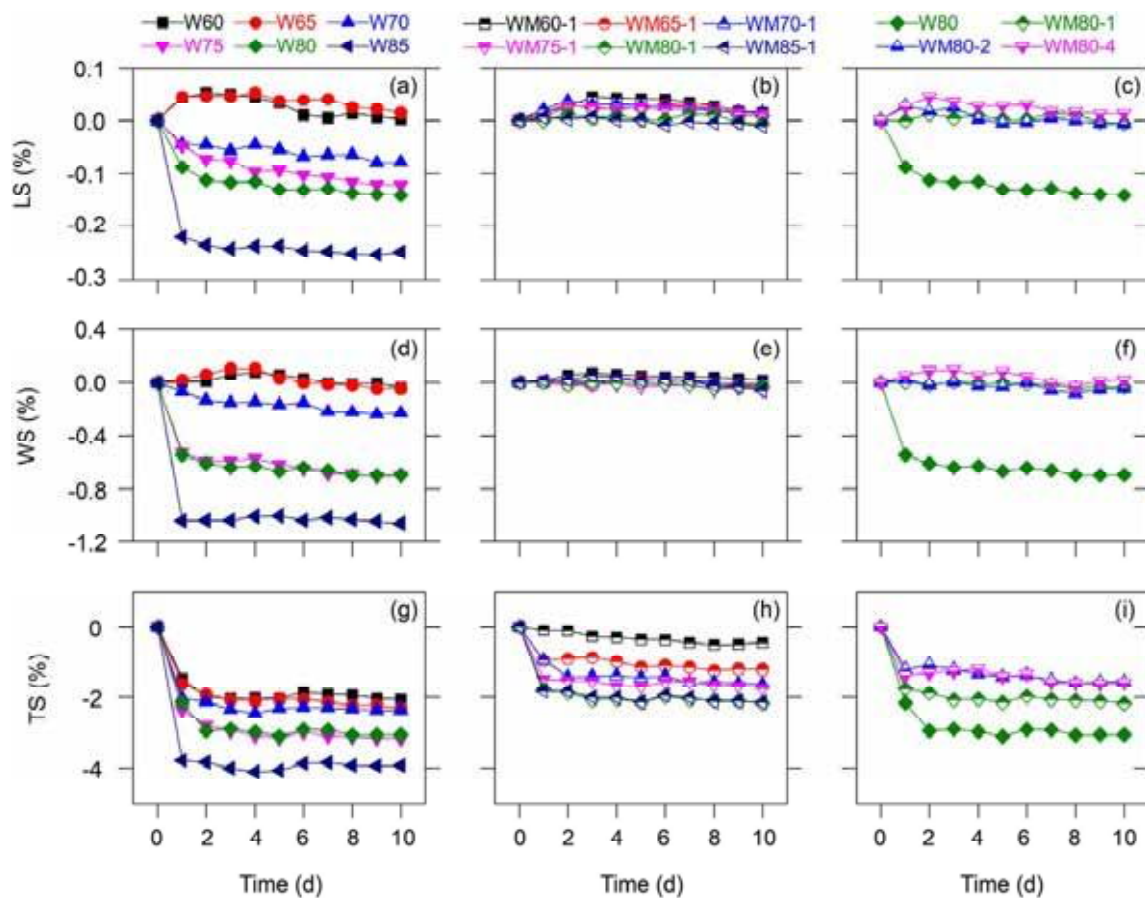 W60 W65 W70 WM60-1 WM65-1 WM70-1 W80 WM80-1
W75 W80 W85 WM75-1 WM80-1 WM85-1 WM80-2 WM80-4
0.1 (a) (b) (c)
0.0
-0.1
-0.2
-0.3
LS (%)
0.4 (d) (e) (f)
0.0
-0.4
-0.8
-1.2
WS (%)
0 (g) (h) (i)
-2
-4
TS (%)
0 2 4 6 8 10 0 2 4 6 8 10 0 2 4 6 8 10
Time (d) Time (d) Time (d)